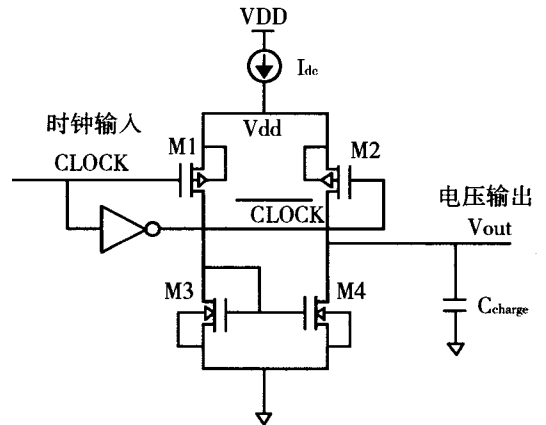 VDD
Idc
时钟输入
Vdd
M1
M2
CLOCK
CLOCK
电压输出
Vout
M3
M4
Ccharge